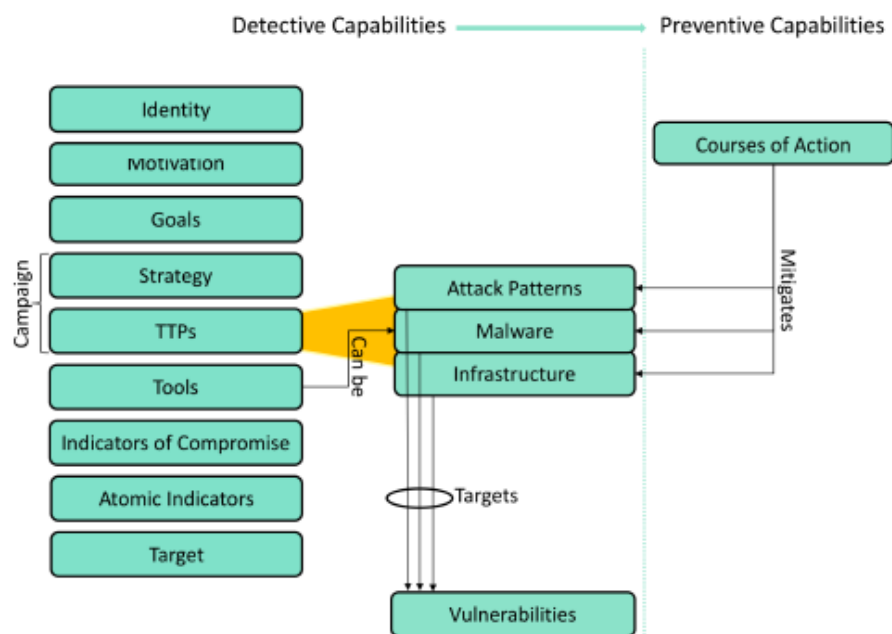 Detective Capabilities
Preventive Capabilities
Identity
Motivation
Goals
Strategy
TTPs
Tools
Indicators of Compromise
Atomic Indicators
Target
Campaign
Can be
Attack Patterns
Malware
Infrastructure
Targets
Vulnerabilities
Courses of Action
Mitigates